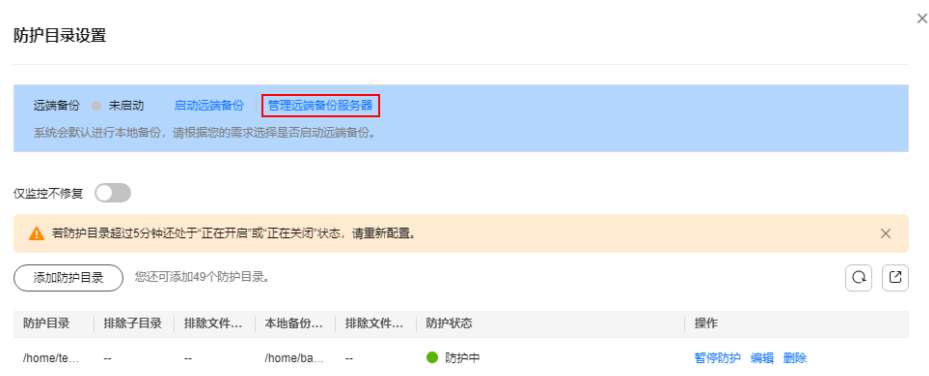 防护目录设置
远端备份 未启动 启动远端备份 管理远端备份服务器
系统会默认进行本地备份，请根据您的需求选择是否启动远端备份。
仅监控不修复
若防护目录超过5分钟还处于“正在开启”或“正在关闭”状态，请重新配置。
添加防护目录 您还可添加49个防护目录。
防护目录 排除子目录 排除文件... 本地备份... 排除文件... 防护状态 操作
/home/te... -- -- /home/ba... -- 防护中 暂停防护 编辑 删除